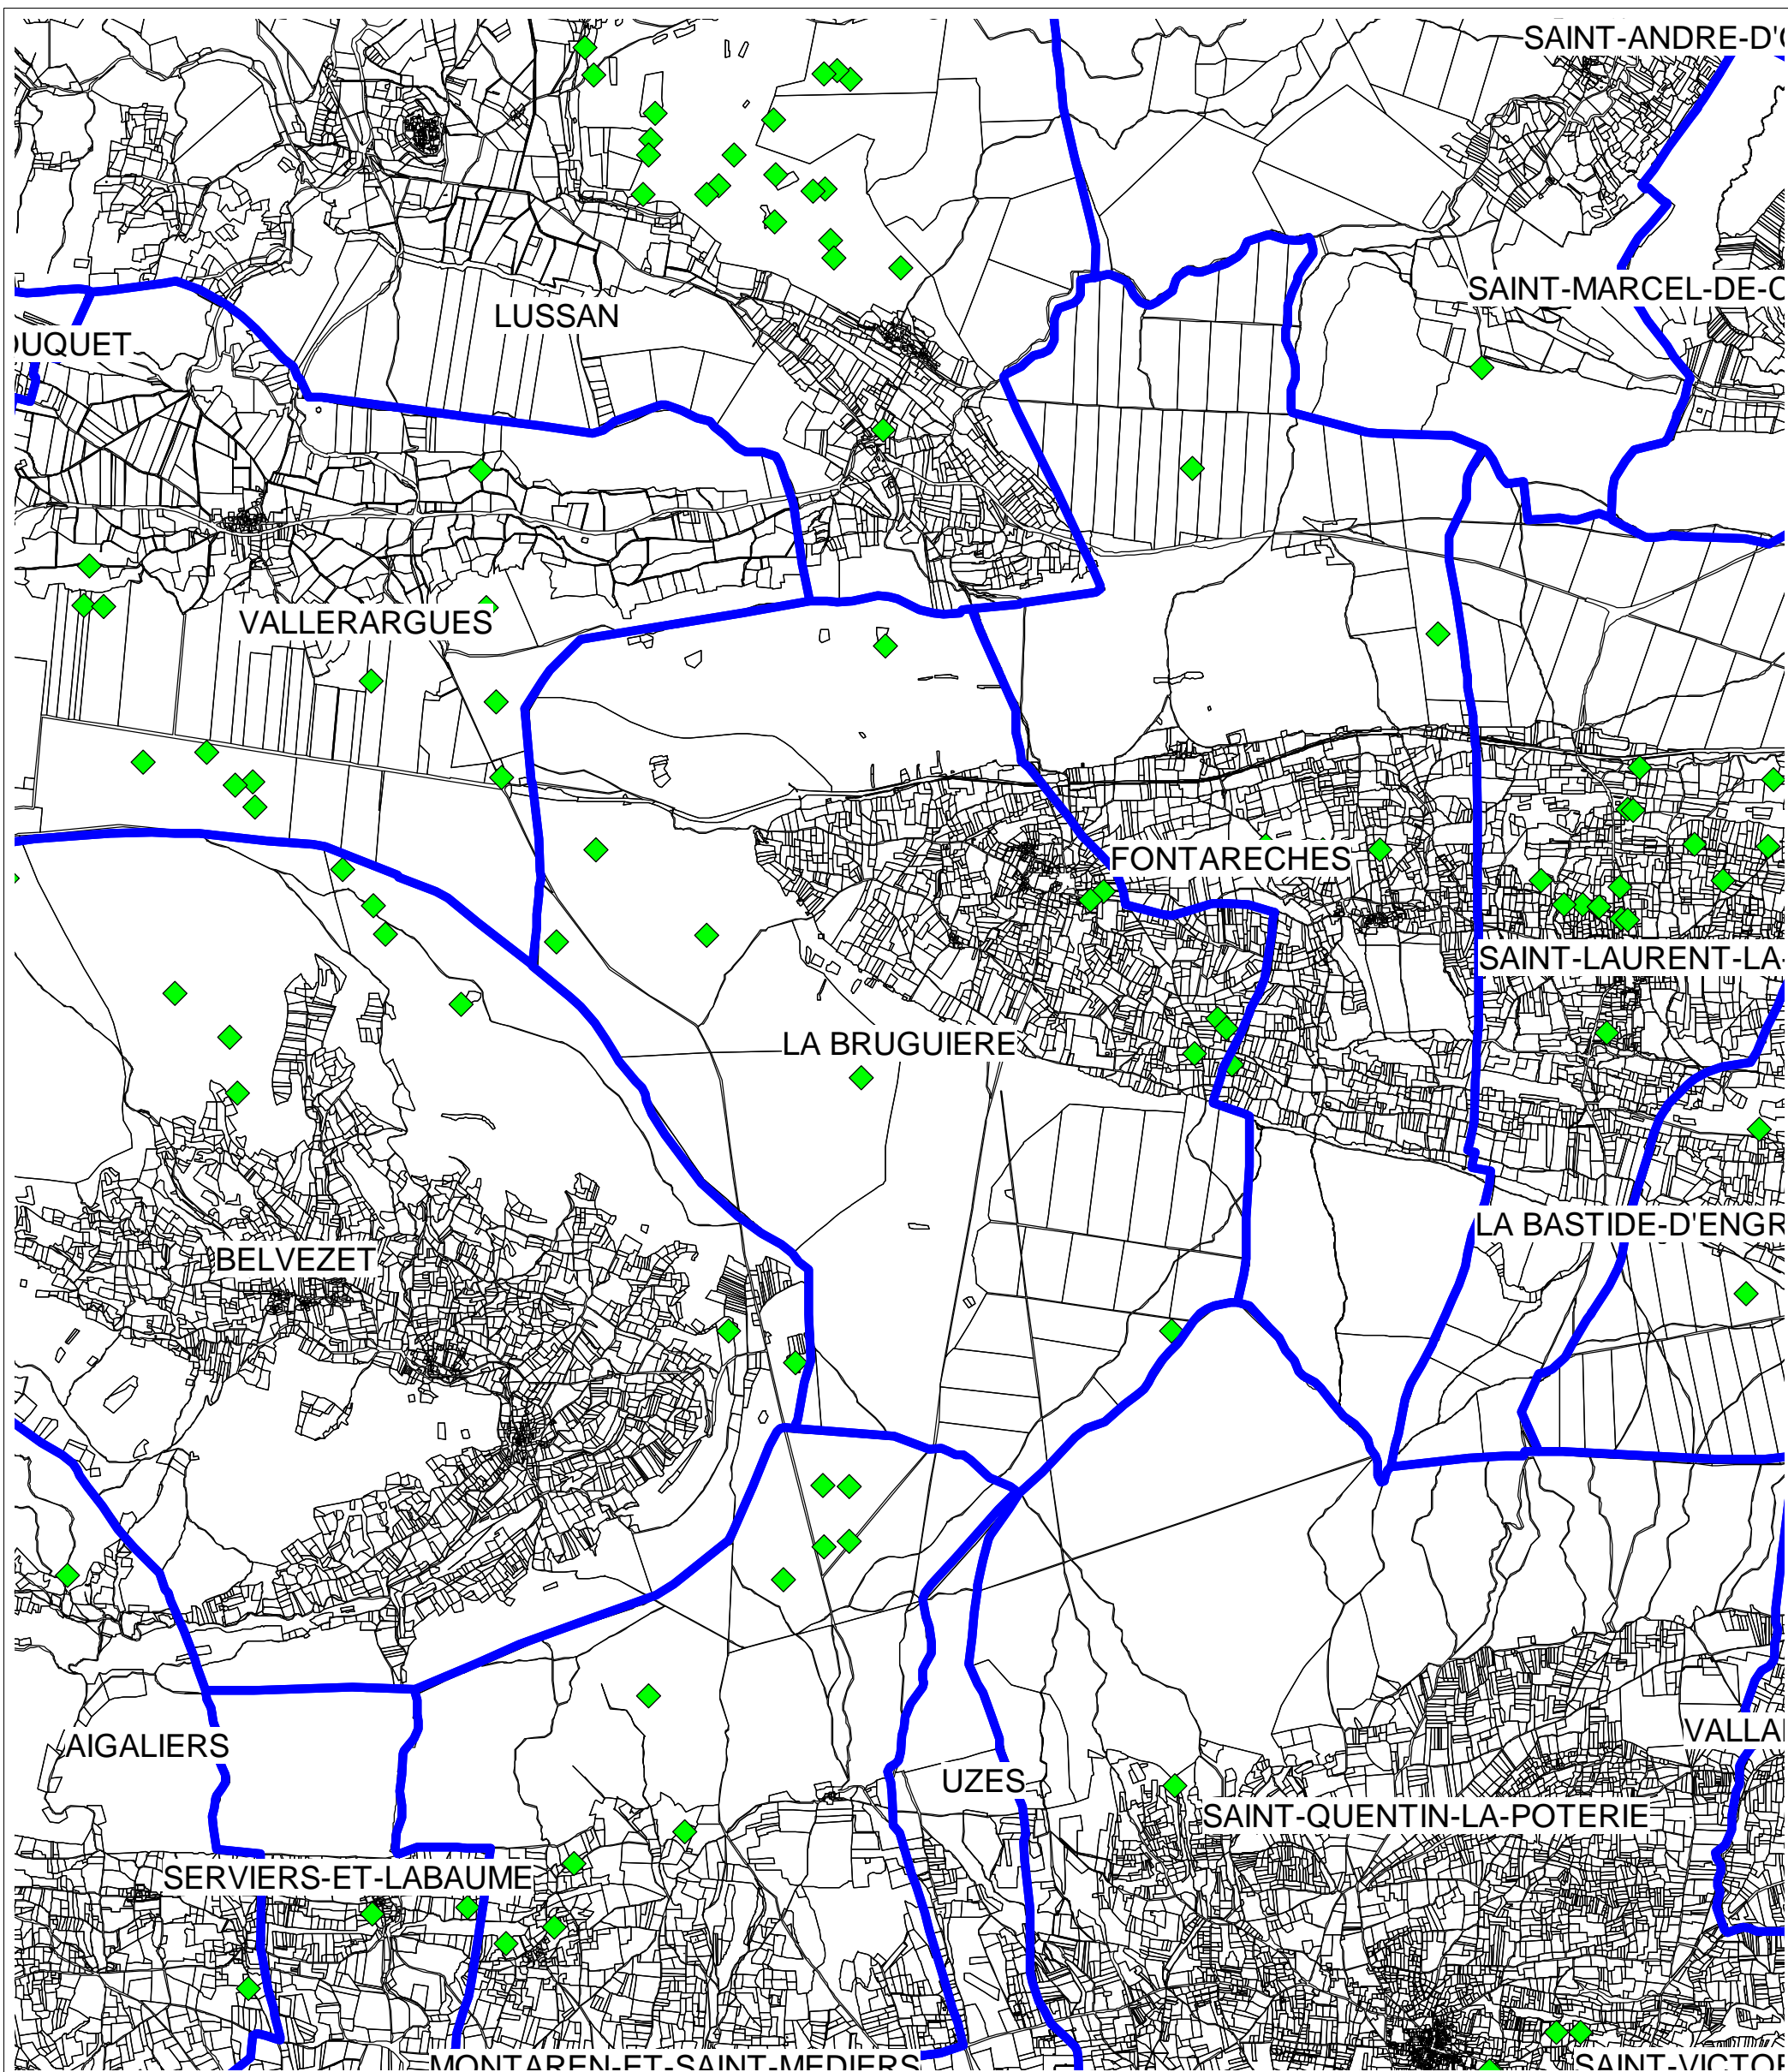 SAINT-ANDRE-D'
SAINT-MARCEL-DE-C
LUSSAN
OUQUET
VALLERARGUES
FONTARECHES
SAINT-LAURENT-LA-
LA BRUGUIERE
LA BASTIDE-D'ENGR
BELVEZET
AIGALIERS
VALLA
UZES
SAINT-QUENTIN-LA-POTERIE
SERVIERS-ET-LABAUME
MONTAREN-ET-SAINT-MEDIERS
SAINT-VICTO